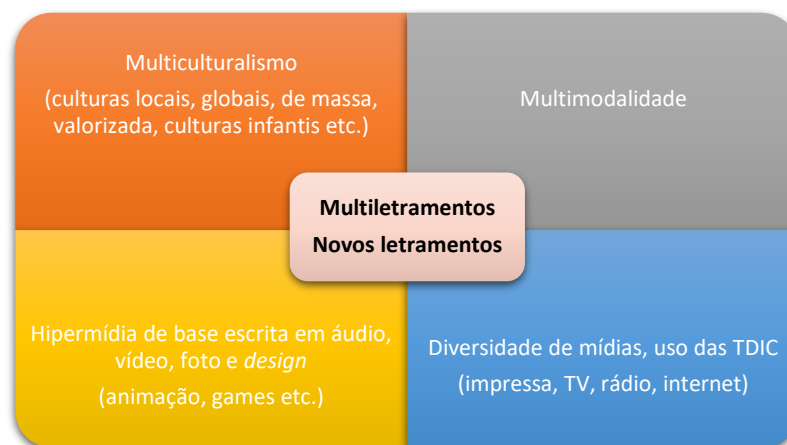 Multiculturalismo
(culturas locais, globais, de massa,
valorizada, culturas infantis etc.)
Multimodalidade
Multiletramentos
Novos letramentos
Hipermídia de base escrita em áudio,
vídeo, foto e design
(animação, games etc.)
Diversidade de mídias, uso das TDIC
(impressa, TV, rádio, internet)